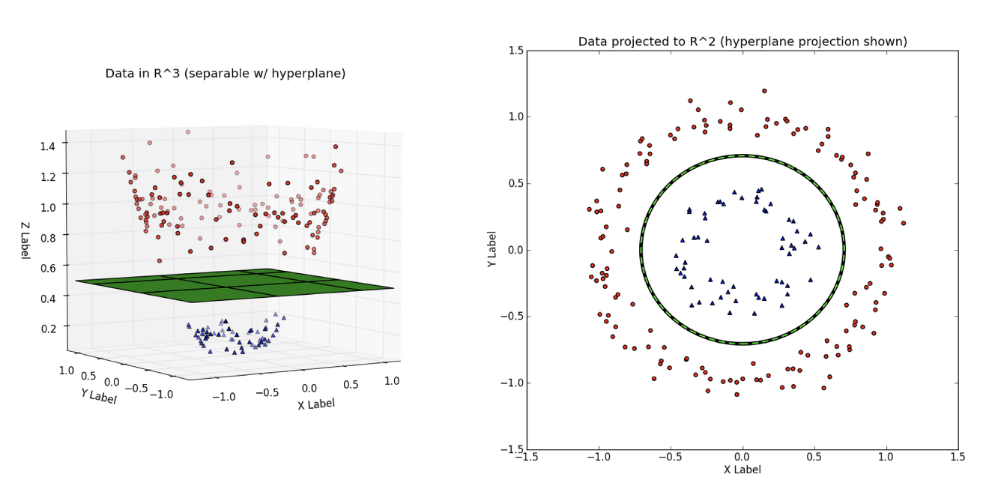 Data in R^3 (separable w/ hyperplane)
1.4
1.2
1.0
0.8
0.6
0.4
0.2
Z Label
1.0 0.5 0.0 −0.5 −1.0
Y Label
−1.0 −0.5 0.0 0.5 1.0
X Label
Data projected to R^2 (hyperplane projection shown)
1.5
1.0
0.5
0.0
−0.5
−1.0
−1.5
Y Label
−1.5 −1.0 −0.5 0.0 0.5 1.0 1.5
X Label